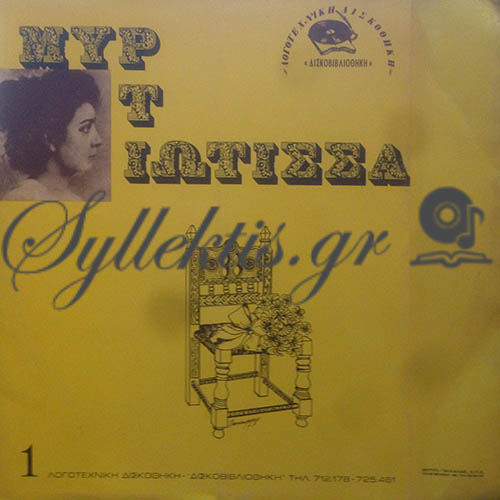 ΜΥΡ
Τ
ΙΩΤΙΣΣΑ
ΛΟΓΟΤΕΧΝΙΚΗ ΔΙΣΚΟΘΗΚΗ
«ΔΙΣΚΟΒΙΒΛΙΟΘΗΚΗ»
Syllektis.gr
1
ΛΟΓΟΤΕΧΝΙΚΗ ΔΙΣΚΟΘΗΚΗ - "ΔΙΣΚΟΒΙΒΛΙΟΘΗΚΗ" ΤΗΛ. 712.178 - 725.481